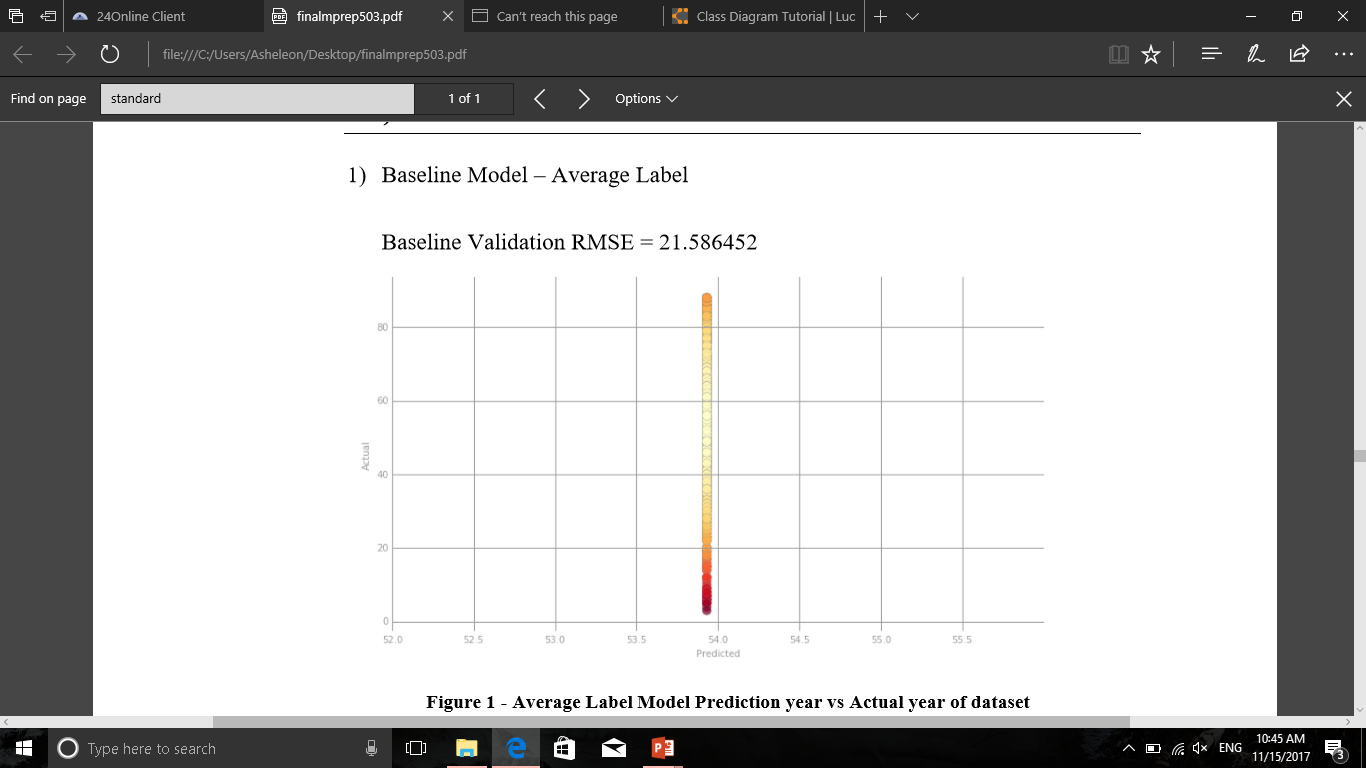 24Online Client
finalmprep503.pdf
Can't reach this page
Class Diagram Tutorial | Luc
file:///C:/Users/Asheleon/Desktop/finalmprep503.pdf
Find on page
standard
1 of 1
Options
1) Baseline Model – Average Label
Baseline Validation RMSE = 21.586452
80
60
40
20
0
Actual
52.0 52.5 53.0 53.5 54.0 54.5 55.0 55.5
Predicted
Figure 1 - Average Label Model Prediction year vs Actual year of dataset
Type here to search
ENG
10:45 AM
11/15/2017
3